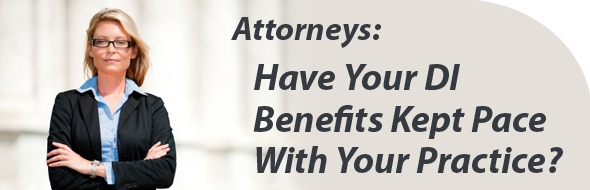 Attorneys:
Have Your DI
Benefits Kept Pace
With Your Practice?